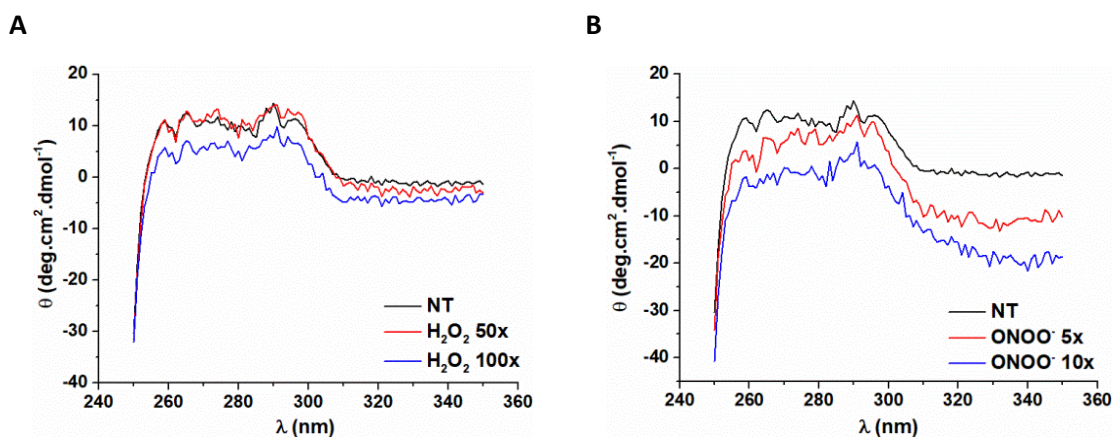 A
B
20
10
0
-10
-20
-30
-40
θ (deg.cm².dmol⁻¹)
NT
H₂O₂ 50x
H₂O₂ 100x
240 260 280 300 320 340 360
λ (nm)
20
10
0
-10
-20
-30
-40
θ (deg.cm².dmol⁻¹)
NT
ONOO⁻ 5x
ONOO⁻ 10x
240 260 280 300 320 340 360
λ (nm)